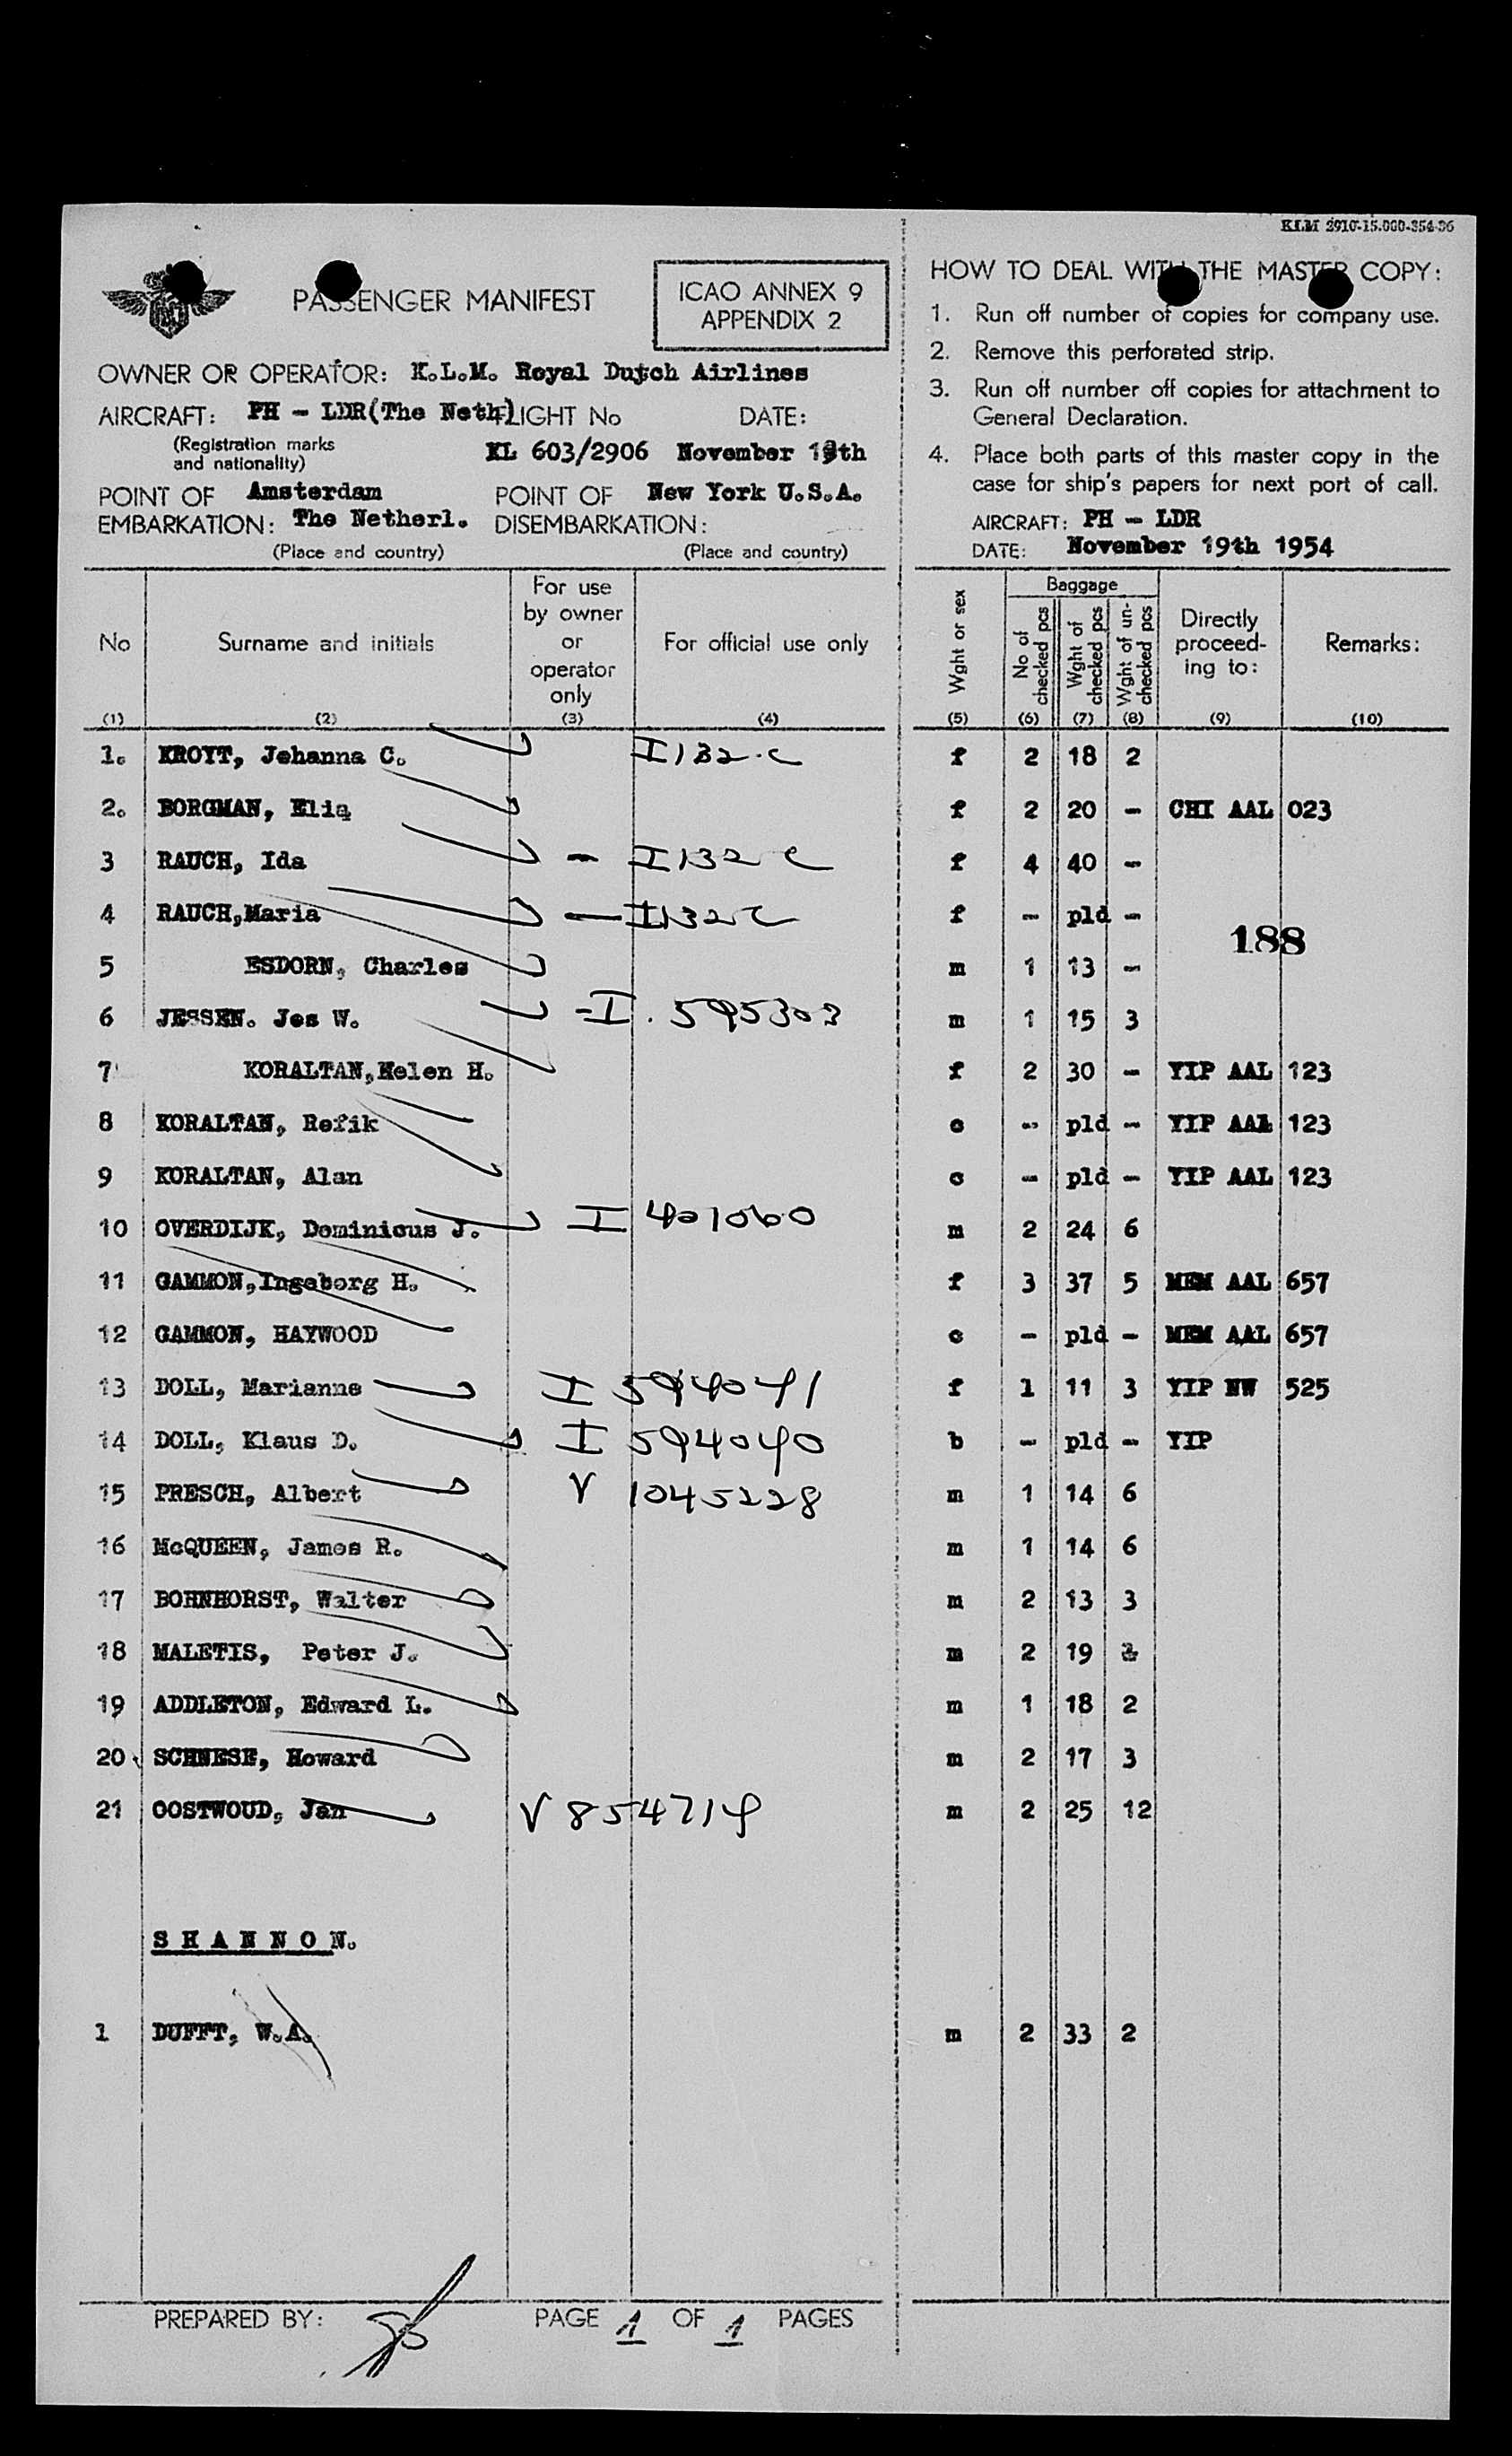 KLM 2910-15.000-354-36
PASSENGER MANIFEST
ICAO ANNEX 9
APPENDIX 2
OWNER OR OPERATOR: K.L.M. Royal Dutch Airlines
AIRCRAFT: PH - LDR(The Neth) FLIGHT No DATE:
(Registration marks
and nationality)
KL 603/2906 November 19th
POINT OF Amsterdam POINT OF New York U.S.A.
EMBARKATION: The Netherl. DISEMBARKATION:
(Place and country) (Place and country)
HOW TO DEAL WITH THE MASTER COPY:
1. Run off number of copies for company use.
2. Remove this perforated strip.
3. Run off number off copies for attachment to
General Declaration.
4. Place both parts of this master copy in the
case for ship's papers for next port of call.
AIRCRAFT: PH - LDR
DATE: November 19th 1954
No Surname and initials For use by owner or operator only For official use only Wght or sex Baggage No of checked pcs Wght of checked pcs Wght of un-checked pcs Directly proceed-ing to: Remarks:
(1) (2) (3) (4) (5) (6) (7) (8) (9) (10)
1. KROYT, Johanna C. I132-C f 2 18 2
2. BORGMAN, Elia f 2 20 - CHI AAL 023
3 RAUCH, Ida - I132 C f 4 40 -
4 RAUCH,Maria - I132C f - pld -
188
5 ESDORN, Charles m 1 13 -
6 JESSEN. Jes W. -I. 595303 m 1 15 3
7 KORALTAN,Helen H. f 2 30 - YIP AAL 123
8 KORALTAN, Refik c - pld - YIP AAL 123
9 KORALTAN, Alan c - pld - YIP AAL 123
10 OVERDIJK, Dominicus J. I 401060 m 2 24 6
11 GAMMON,Ingeborg H. f 3 37 5 MEM AAL 657
12 GAMMON, HAYWOOD c - pld - MEM AAL 657
13 DOLL, Marianne I 594041 f 1 11 3 YIP NW 525
14 DOLL, Klaus D. I 594040 b - pld - YIP
15 PRESCH, Albert V 1045228 m 1 14 6
16 McQUEEN, James R. m 1 14 6
17 BOHNHORST, Walter m 2 13 3
18 MALETIS, Peter J. m 2 19
19 ADDLETON, Edward L. m 1 18 2
20 SCHNESE, Howard m 2 17 3
21 OOSTWOUD, Jan V 854719 m 2 25 12
SHANNON.
1 DUFFT, W.A. m 2 33 2
PREPARED BY: PAGE 1 OF 1 PAGES